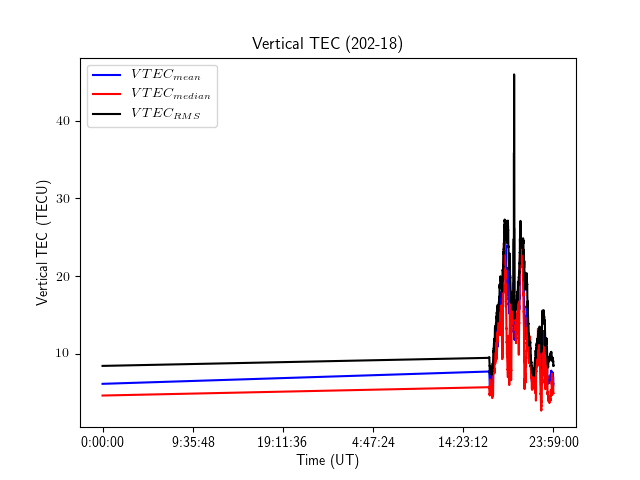 Vertical TEC (202-18)
VTEC_mean
VTEC_median
VTEC_RMS
40
30
20
10
Vertical TEC (TECU)
0:00:00 9:35:48 19:11:36 4:47:24 14:23:12 23:59:00
Time (UT)